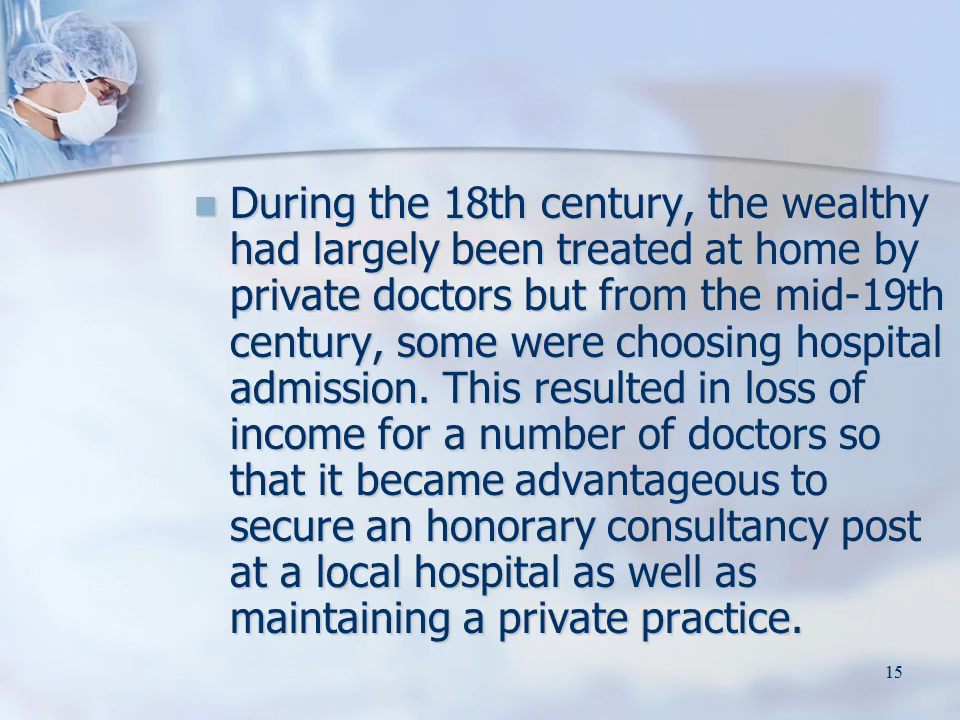 During the 18th century, the wealthy
had largely been treated at home by
private doctors but from the mid-19th
century, some were choosing hospital
admission. This resulted in loss of
income for a number of doctors so
that it became advantageous to
secure an honorary consultancy post
at a local hospital as well as
maintaining a private practice.
15